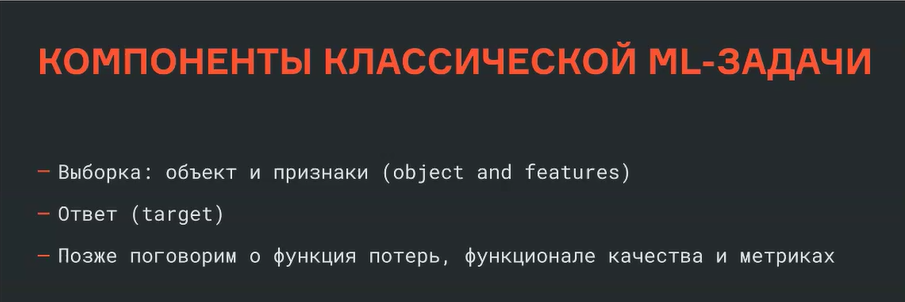 КОМПОНЕНТЫ КЛАССИЧЕСКОЙ ML-ЗАДАЧИ
— Выборка: объект и признаки (object and features)
— Ответ (target)
— Позже поговорим о функция потерь, функционале качества и метриках